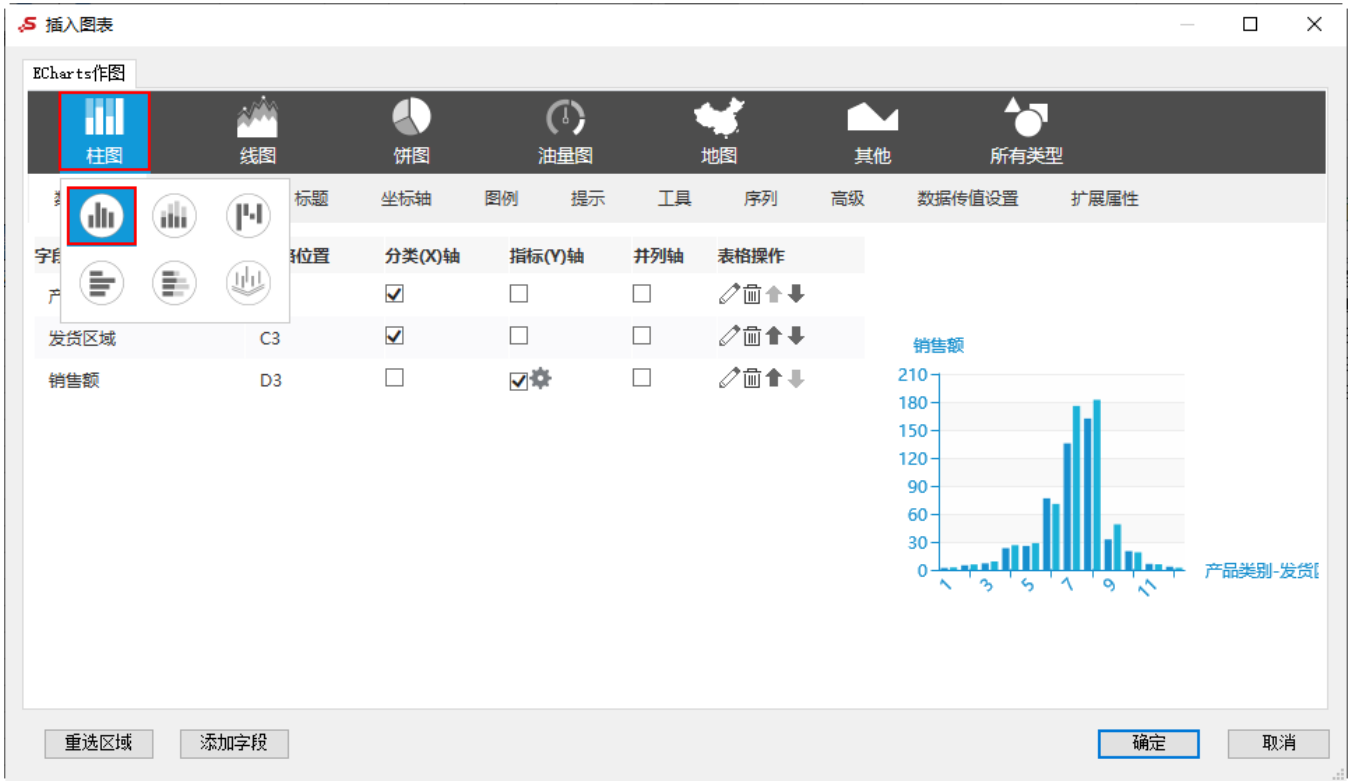 插入图表
ECharts作图
柱图 线图 饼图 油量图 地图 其他 所有类型
标题 坐标轴 图例 提示 工具 序列 高级 数据传值设置 扩展属性
位置 分类(X)轴 指标(Y)轴 并列轴 表格操作
产
发货区域 C3
销售额 D3
销售额
210
180
150
120
90
60
30
0
1 3 5 7 9 11
产品类别-发货
重选区域 添加字段 确定 取消